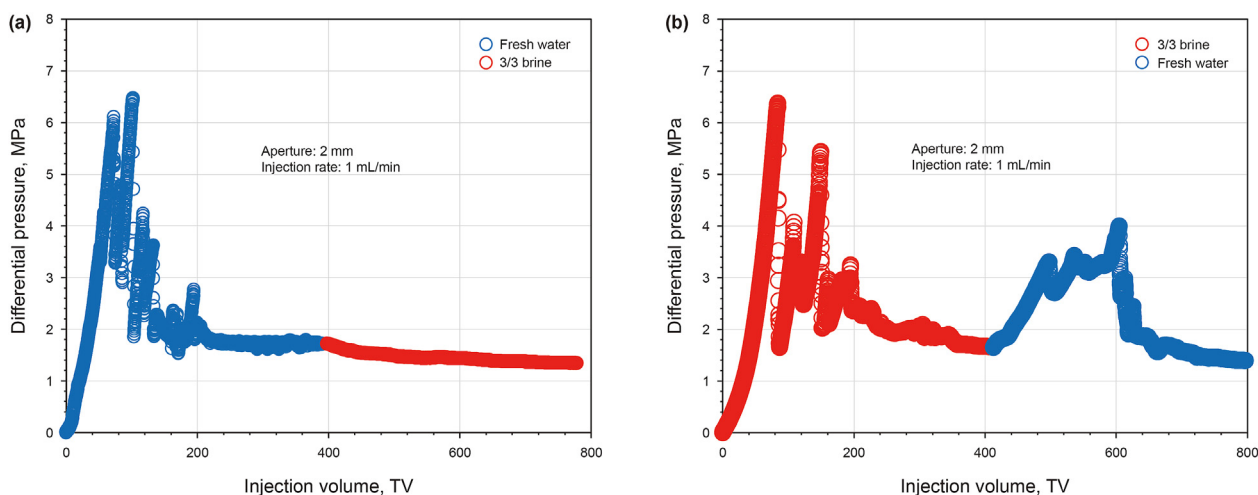 (a)
8
7
6
5
4
3
2
1
0
Differential pressure, MPa
Fresh water
3/3 brine
Aperture: 2 mm
Injection rate: 1 mL/min
0 200 400 600 800
Injection volume, TV
(b)
8
7
6
5
4
3
2
1
0
Differential pressure, MPa
3/3 brine
Fresh water
Aperture: 2 mm
Injection rate: 1 mL/min
0 200 400 600 800
Injection volume, TV